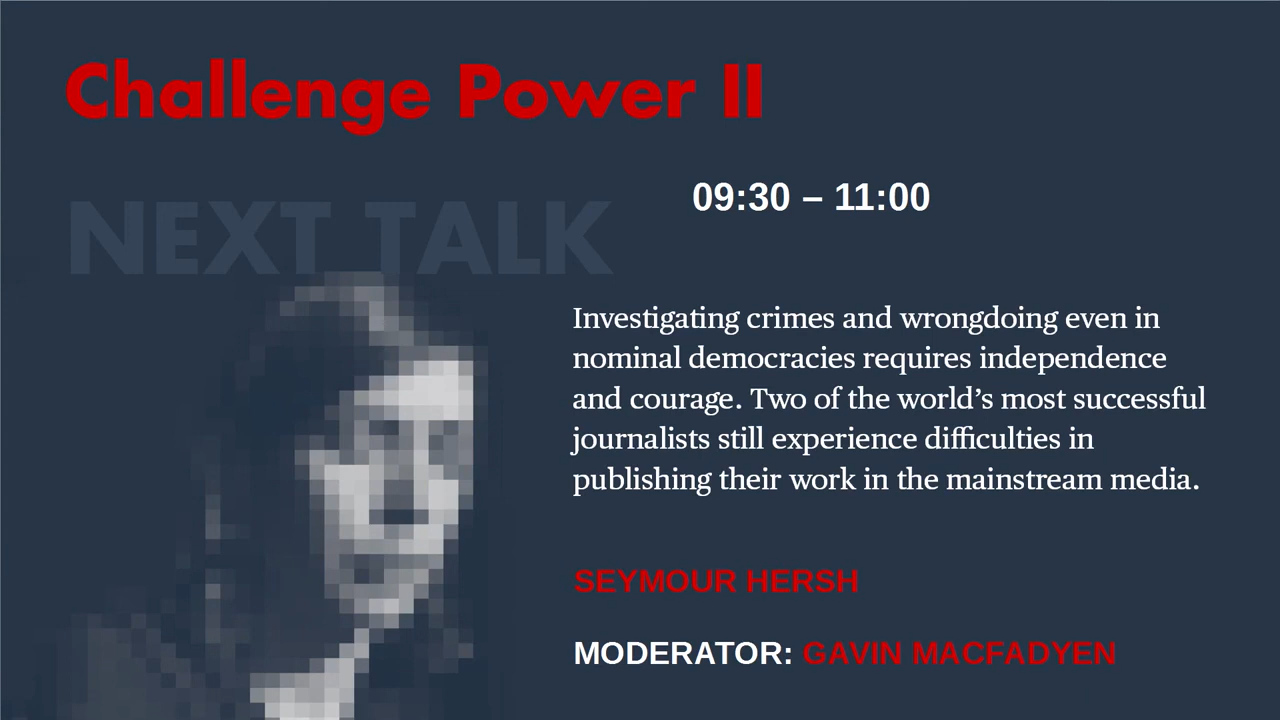 Challenge Power II
NEXT TALK
09:30 – 11:00
Investigating crimes and wrongdoing even in
nominal democracies requires independence
and courage. Two of the world’s most successful
journalists still experience difficulties in
publishing their work in the mainstream media.
SEYMOUR HERSH
MODERATOR: GAVIN MACFADYEN